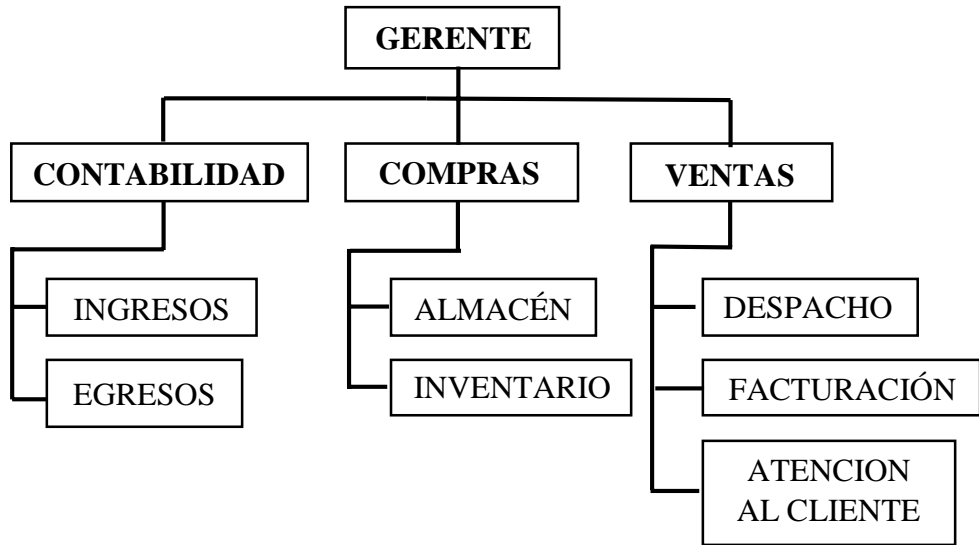 GERENTE
CONTABILIDAD
COMPRAS
VENTAS
INGRESOS
EGRESOS
ALMACÉN
INVENTARIO
DESPACHO
FACTURACIÓN
ATENCION
AL CLIENTE